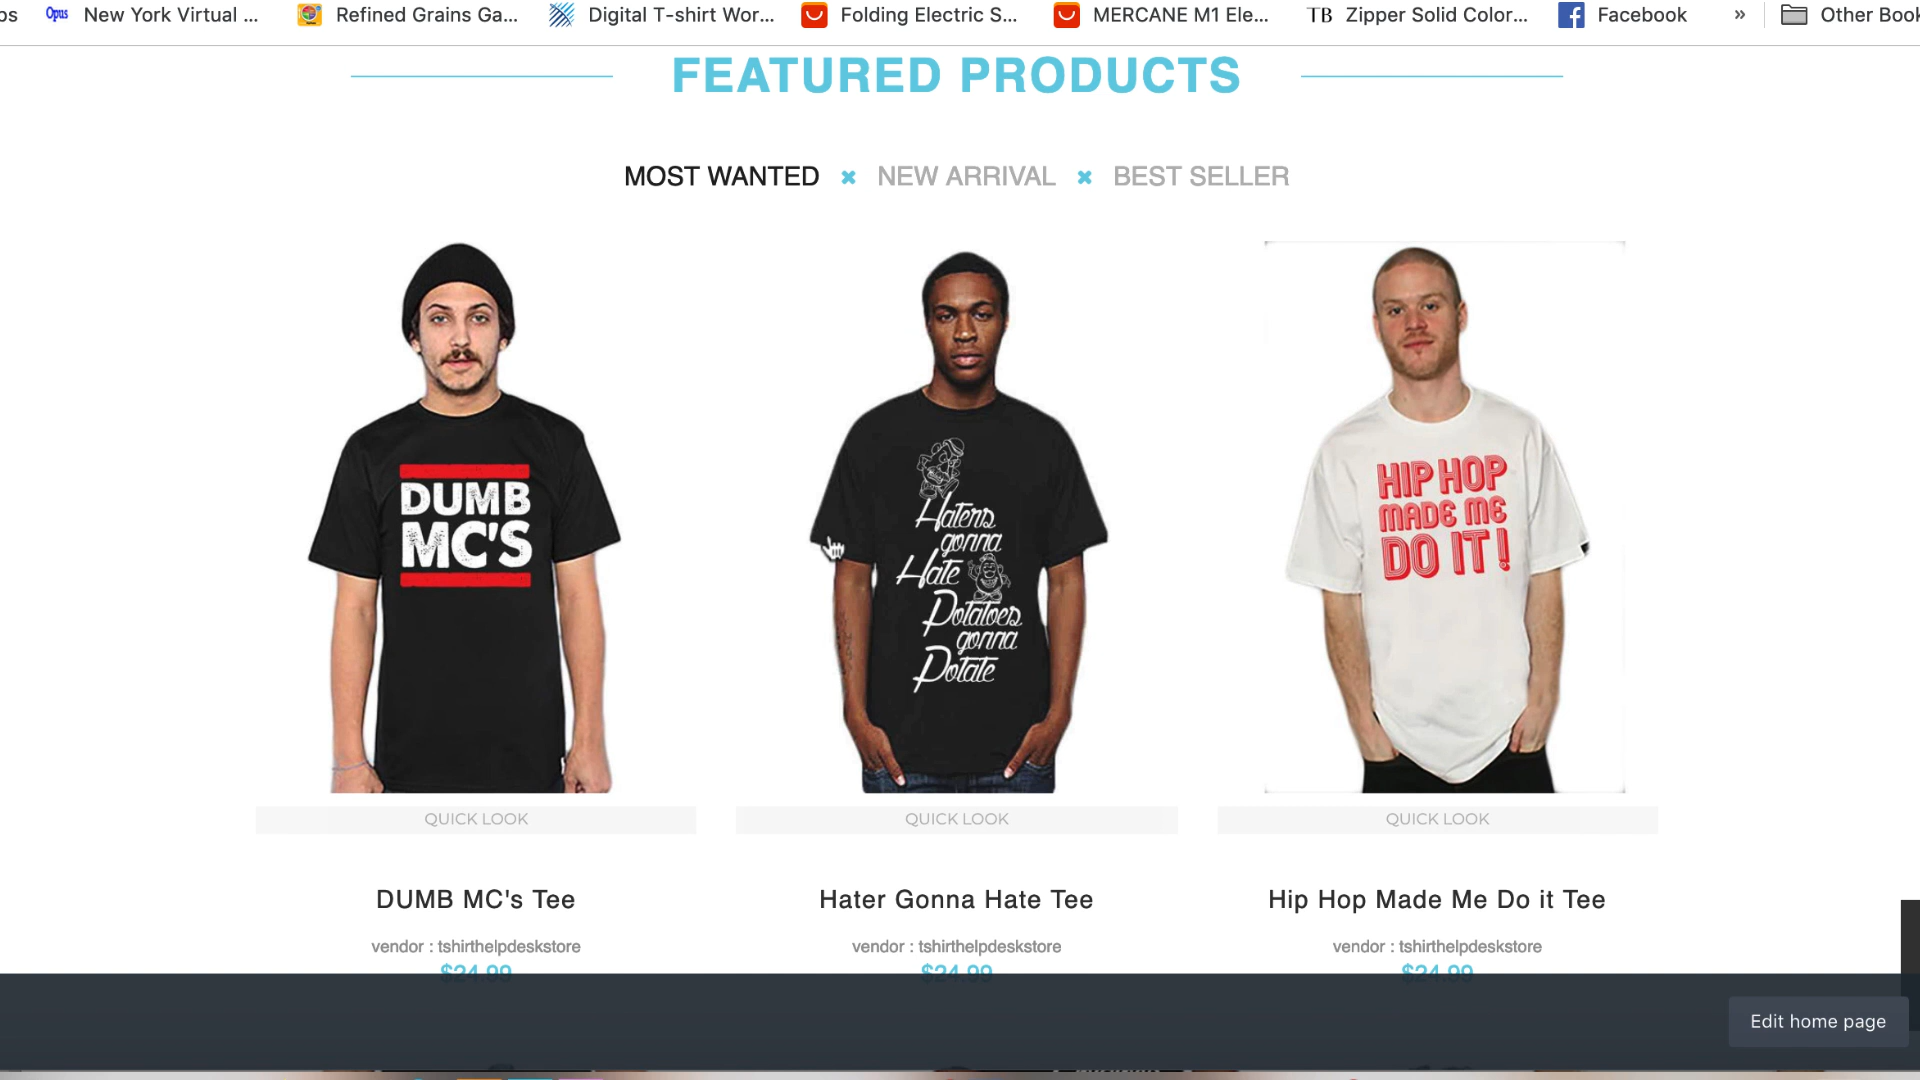 os
Opus New York Virtual ...
Refined Grains Ga...
Digital T-shirt Wor...
Folding Electric S...
MERCANE M1 Ele...
TB Zipper Solid Color...
Facebook
»
Other Book
FEATURED PRODUCTS
MOST WANTED
NEW ARRIVAL
BEST SELLER
DUMB
MC'S
Haters
gonna
Hate
Potatoes
gonna
Potate
HIP HOP
MADE ME
DO IT!
QUICK LOOK
QUICK LOOK
QUICK LOOK
DUMB MC's Tee
Hater Gonna Hate Tee
Hip Hop Made Me Do it Tee
vendor : tshirthelpdeskstore
vendor : tshirthelpdeskstore
vendor : tshirthelpdeskstore
$24.99
$24.99
$24.99
Edit home page